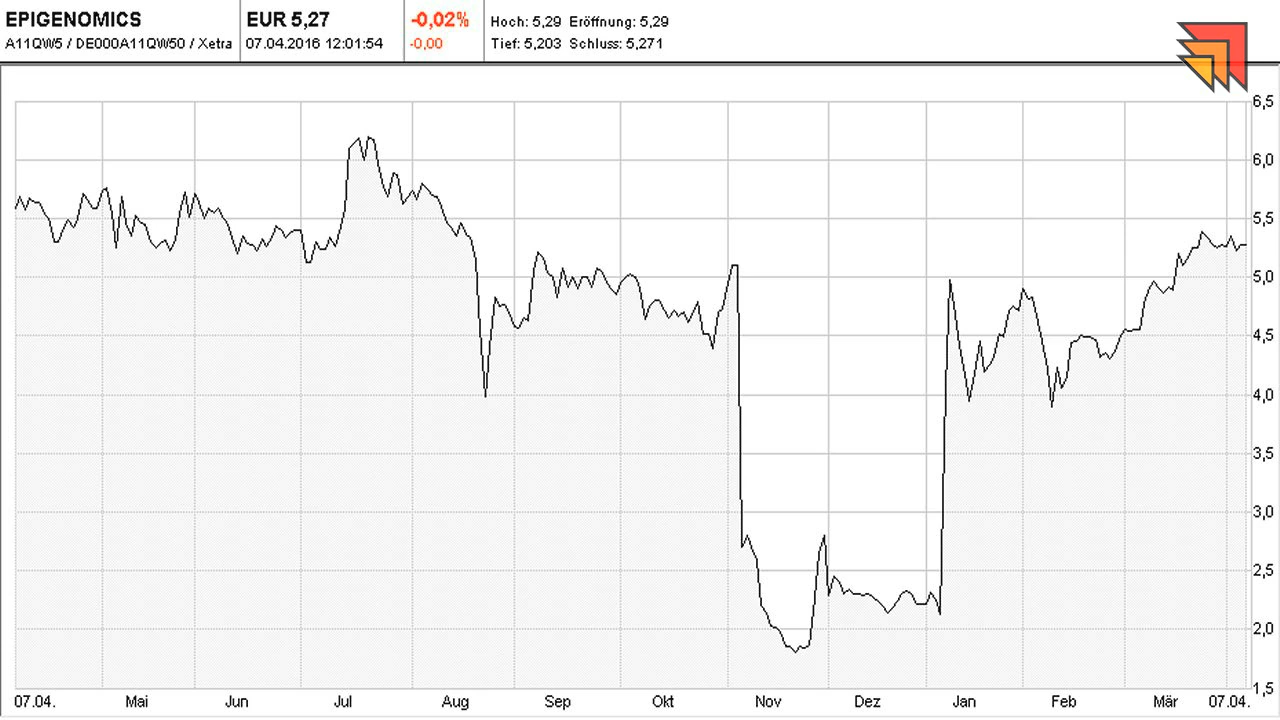 EPIGENOMICS
A11QW5 / DE000A11QW50 / Xetra
EUR 5,27
07.04.2016 12:01:54
-0,02%
-0,00
Hoch: 5,29 Eröffnung: 5,29
Tief: 5,203 Schluss: 5,271
6,5
6,0
5,5
5,0
4,5
4,0
3,5
3,0
2,5
2,0
1,5
07.04. Mai Jun Jul Aug Sep Okt Nov Dez Jan Feb Mär 07.04.